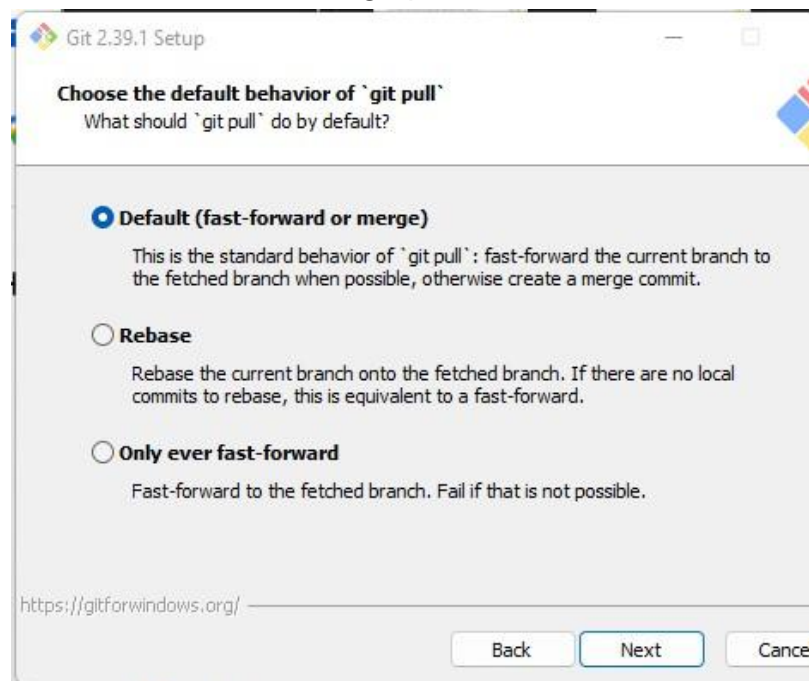 Git 2.39.1 Setup
Choose the default behavior of `git pull`
What should `git pull` do by default?
Default (fast-forward or merge)
This is the standard behavior of `git pull`: fast-forward the current branch to
the fetched branch when possible, otherwise create a merge commit.
Rebase
Rebase the current branch onto the fetched branch. If there are no local
commits to rebase, this is equivalent to a fast-forward.
Only ever fast-forward
Fast-forward to the fetched branch. Fail if that is not possible.
https://gitforwindows.org/
Back
Next
Cance